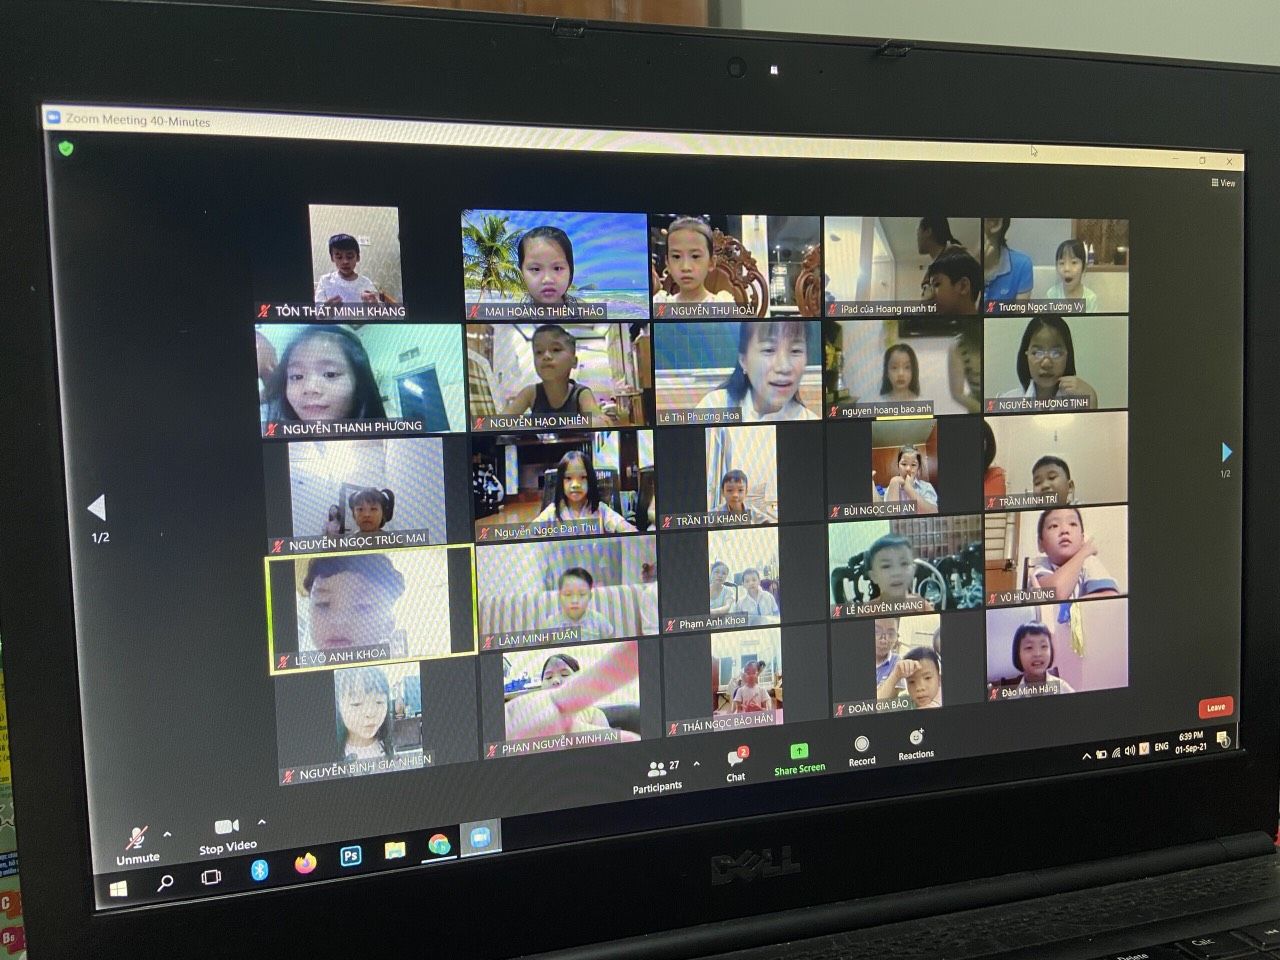 Zoom Meeting 40-Minutes
View
TÔN THẤT MINH KHANG
MAI HOÀNG THIÊN THẢO
NGUYỄN THU HOÀI
iPad của Hoang manh trí
Trương Ngọc Tường Vy
NGUYỄN THANH PHƯƠNG
NGUYỄN HẠO NHIÊN
Lê Thị Phương Hoa
nguyen hoang bao anh
NGUYỄN PHƯƠNG TỊNH
NGUYỄN NGỌC TRÚC MAI
Nguyễn Ngọc Đan Thu
TRẦN TÚ KHANG
BÙI NGỌC CHI AN
TRẦN MINH TRÍ
1/2
1/2
LÊ VÕ ANH KHOA
LÂM MINH TUẤN
Phạm Anh Khoa
LÊ NGUYÊN KHANG
VŨ HỮU TÙNG
NGUYỄN BÌNH GIA NHIÊN
PHAN NGUYỄN MINH AN
THÁI NGỌC BẢO HÂN
ĐOÀN GIA BẢO
Đào Minh Hằng
Leave
Unmute
Stop Video
27
Participants
2
Chat
Share Screen
Record
Reactions
Ps
ENG
6:39 PM
01-Sep-21
DELL
Calc
Delete